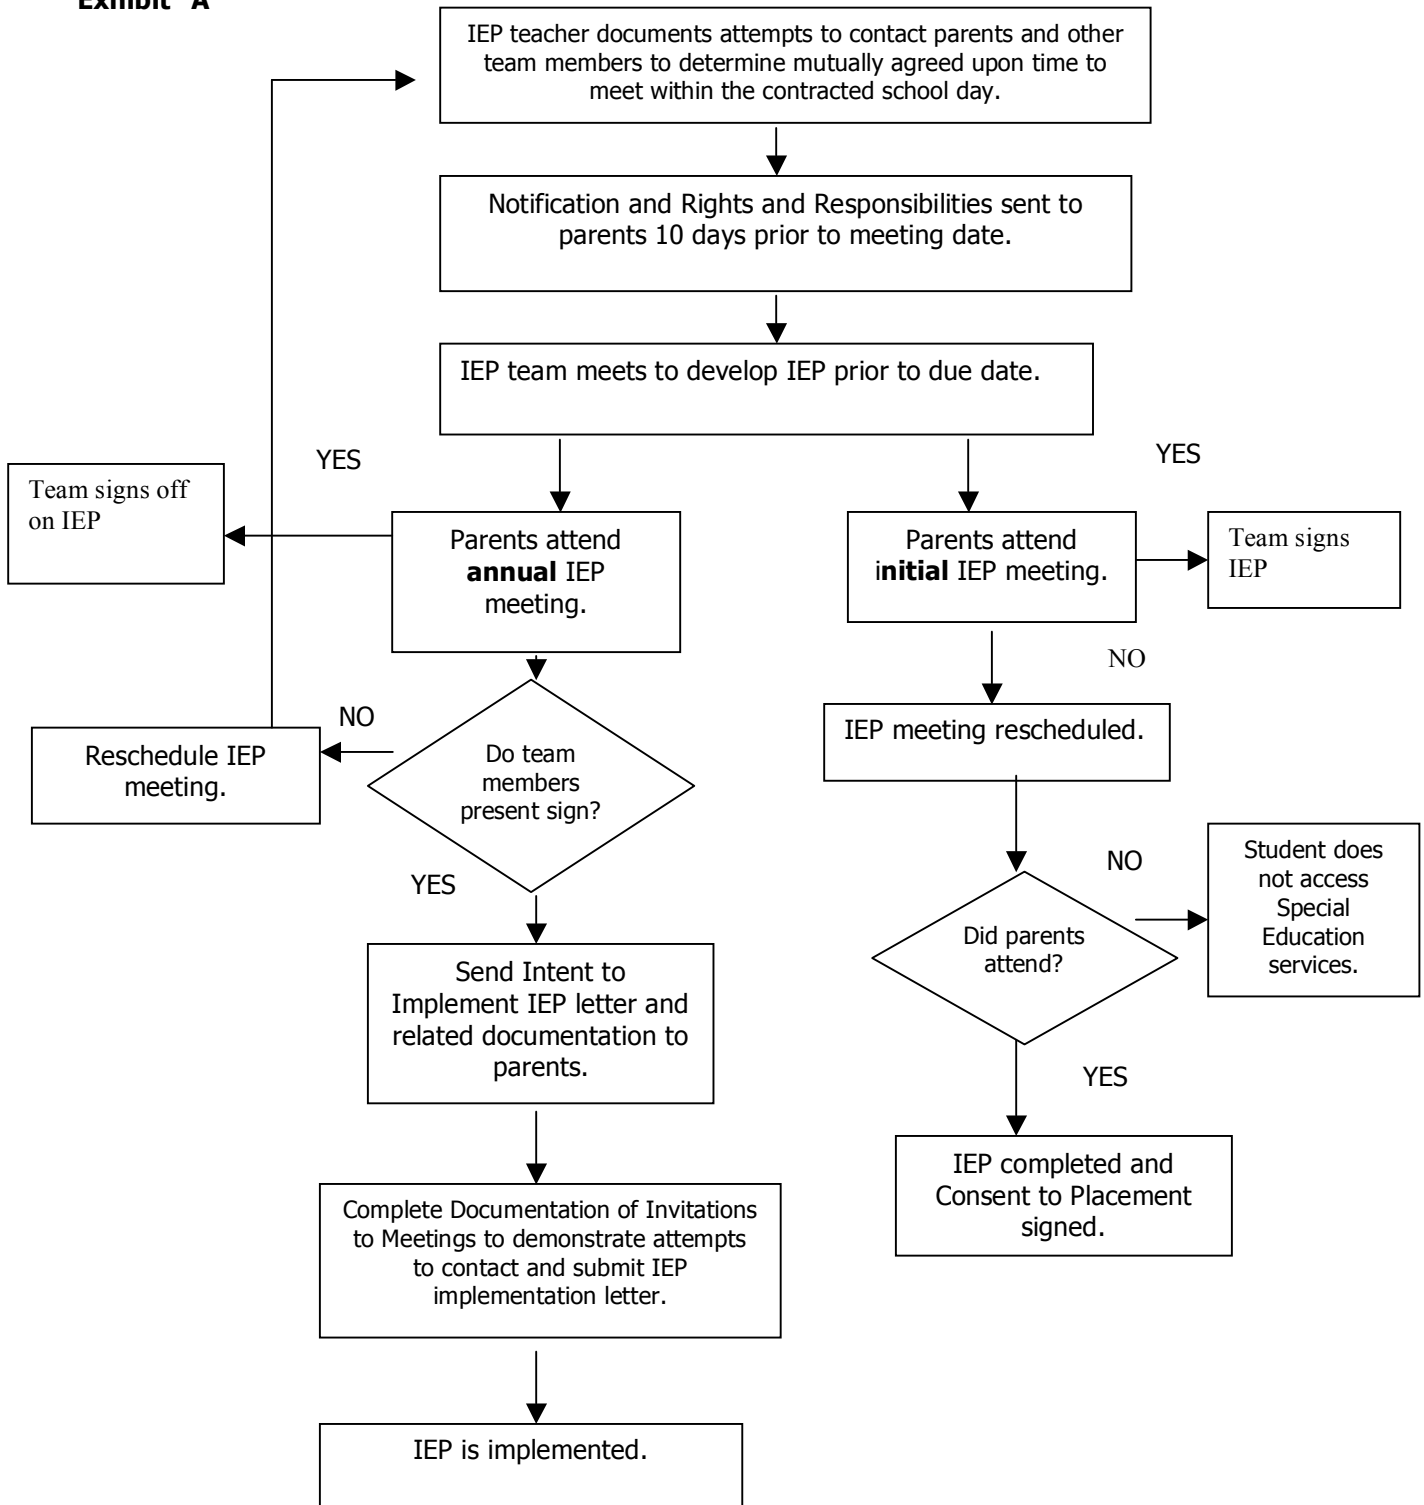 Exhibit "A"
IEP teacher documents attempts to contact parents and other
team members to determine mutually agreed upon time to
meet within the contracted school day.
Notification and Rights and Responsibilities sent to
parents 10 days prior to meeting date.
IEP team meets to develop IEP prior to due date.
YES
YES
Team signs off
on IEP
Parents attend
annual IEP
meeting.
Parents attend
initial IEP meeting.
Team signs
IEP
NO
NO
IEP meeting rescheduled.
Reschedule IEP
meeting.
Do team
members
present sign?
YES
NO
Student does
not access
Special
Education
services.
Did parents
attend?
Send Intent to
Implement IEP letter and
related documentation to
parents.
YES
IEP completed and
Consent to Placement
signed.
Complete Documentation of Invitations
to Meetings to demonstrate attempts
to contact and submit IEP
implementation letter.
IEP is implemented.